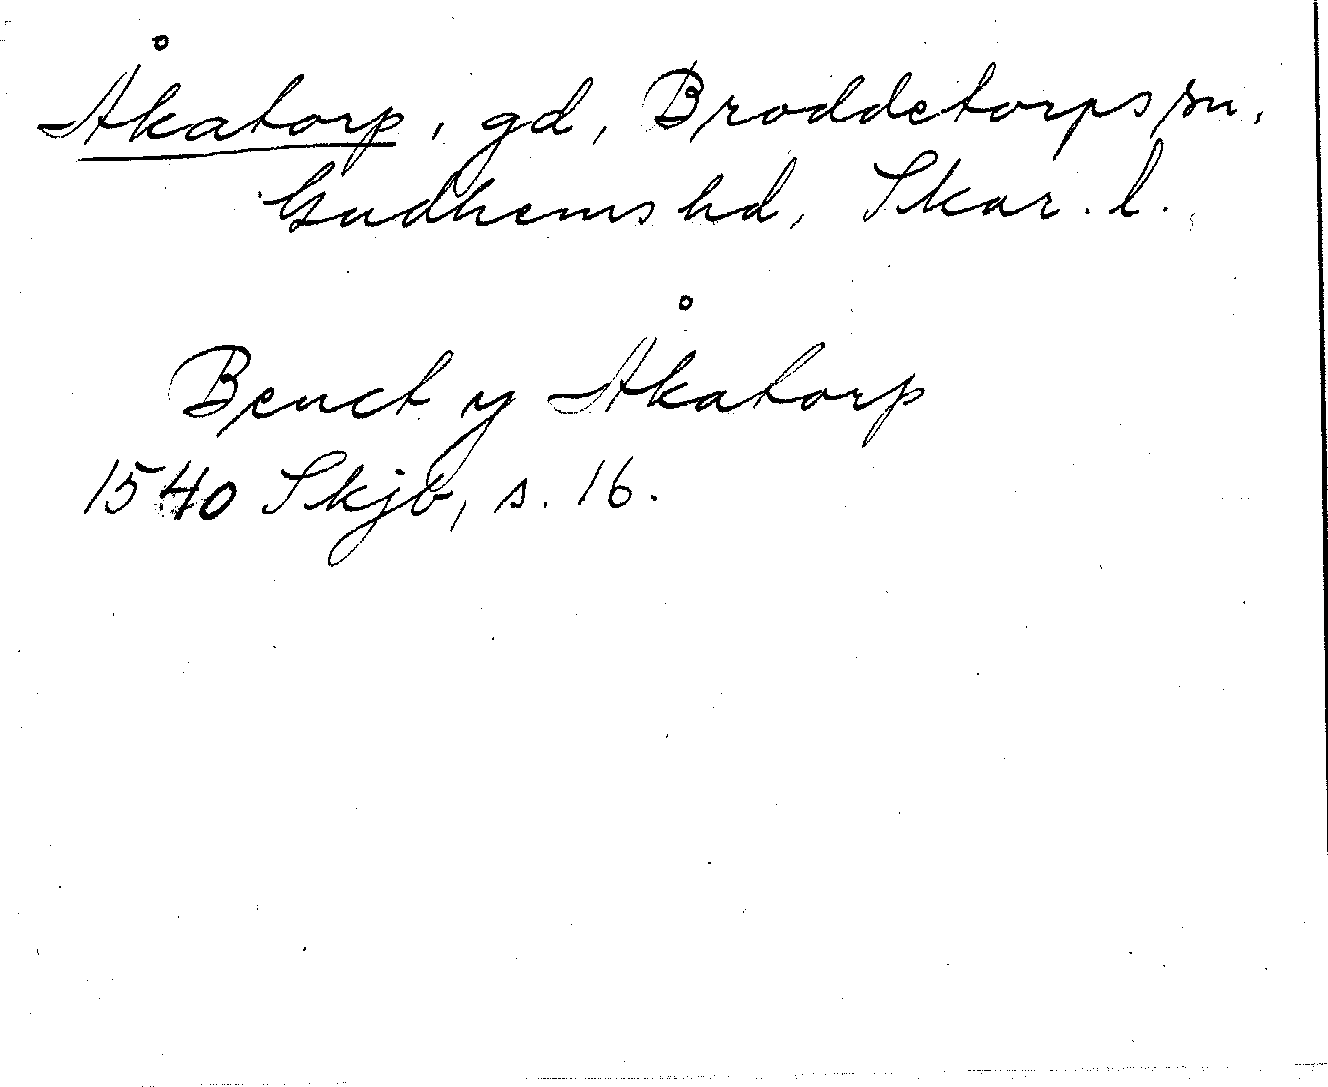 Åkatorp, gd, Broddetorps sn,
Gudhems hd, Skar. l.
Benct y Åkatorp
1540 Skjb, s. 16.